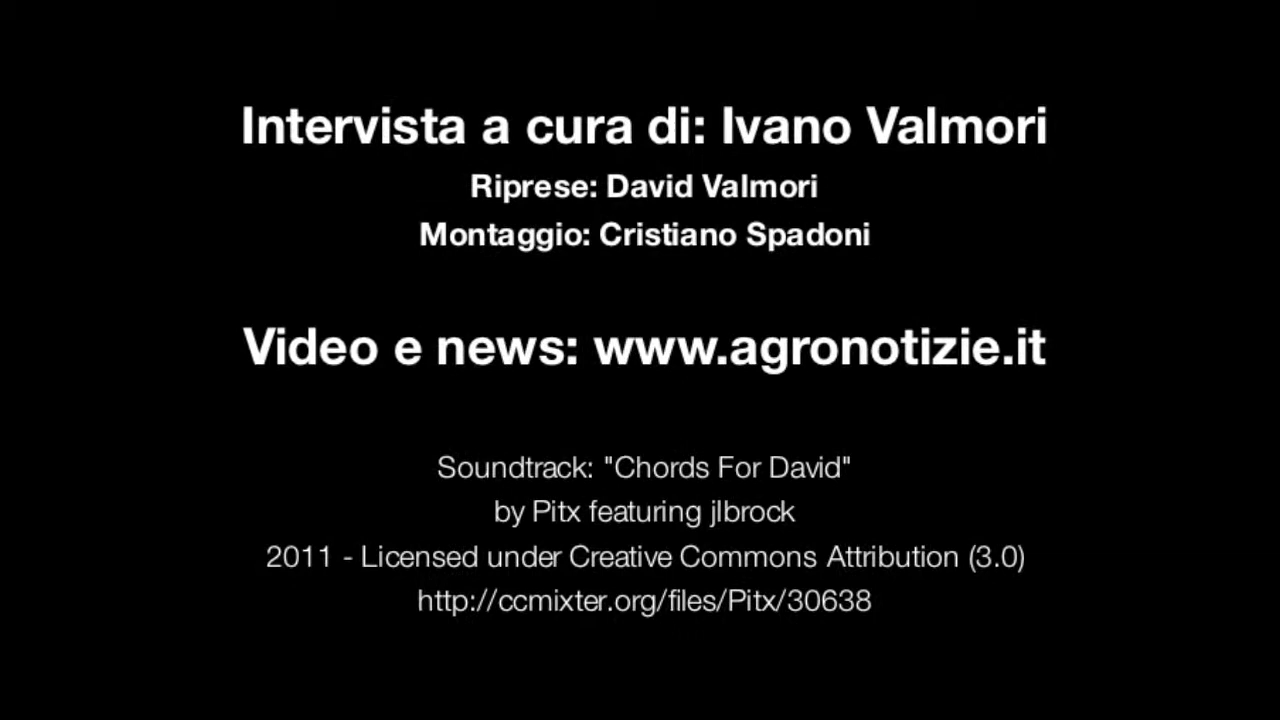 Intervista a cura di: Ivano Valmori
Riprese: David Valmori
Montaggio: Cristiano Spadoni
Video e news: www.agronotizie.it
Soundtrack: "Chords For David"
by Pitx featuring jlbrock
2011 - Licensed under Creative Commons Attribution (3.0)
http://ccmixter.org/files/Pitx/30638